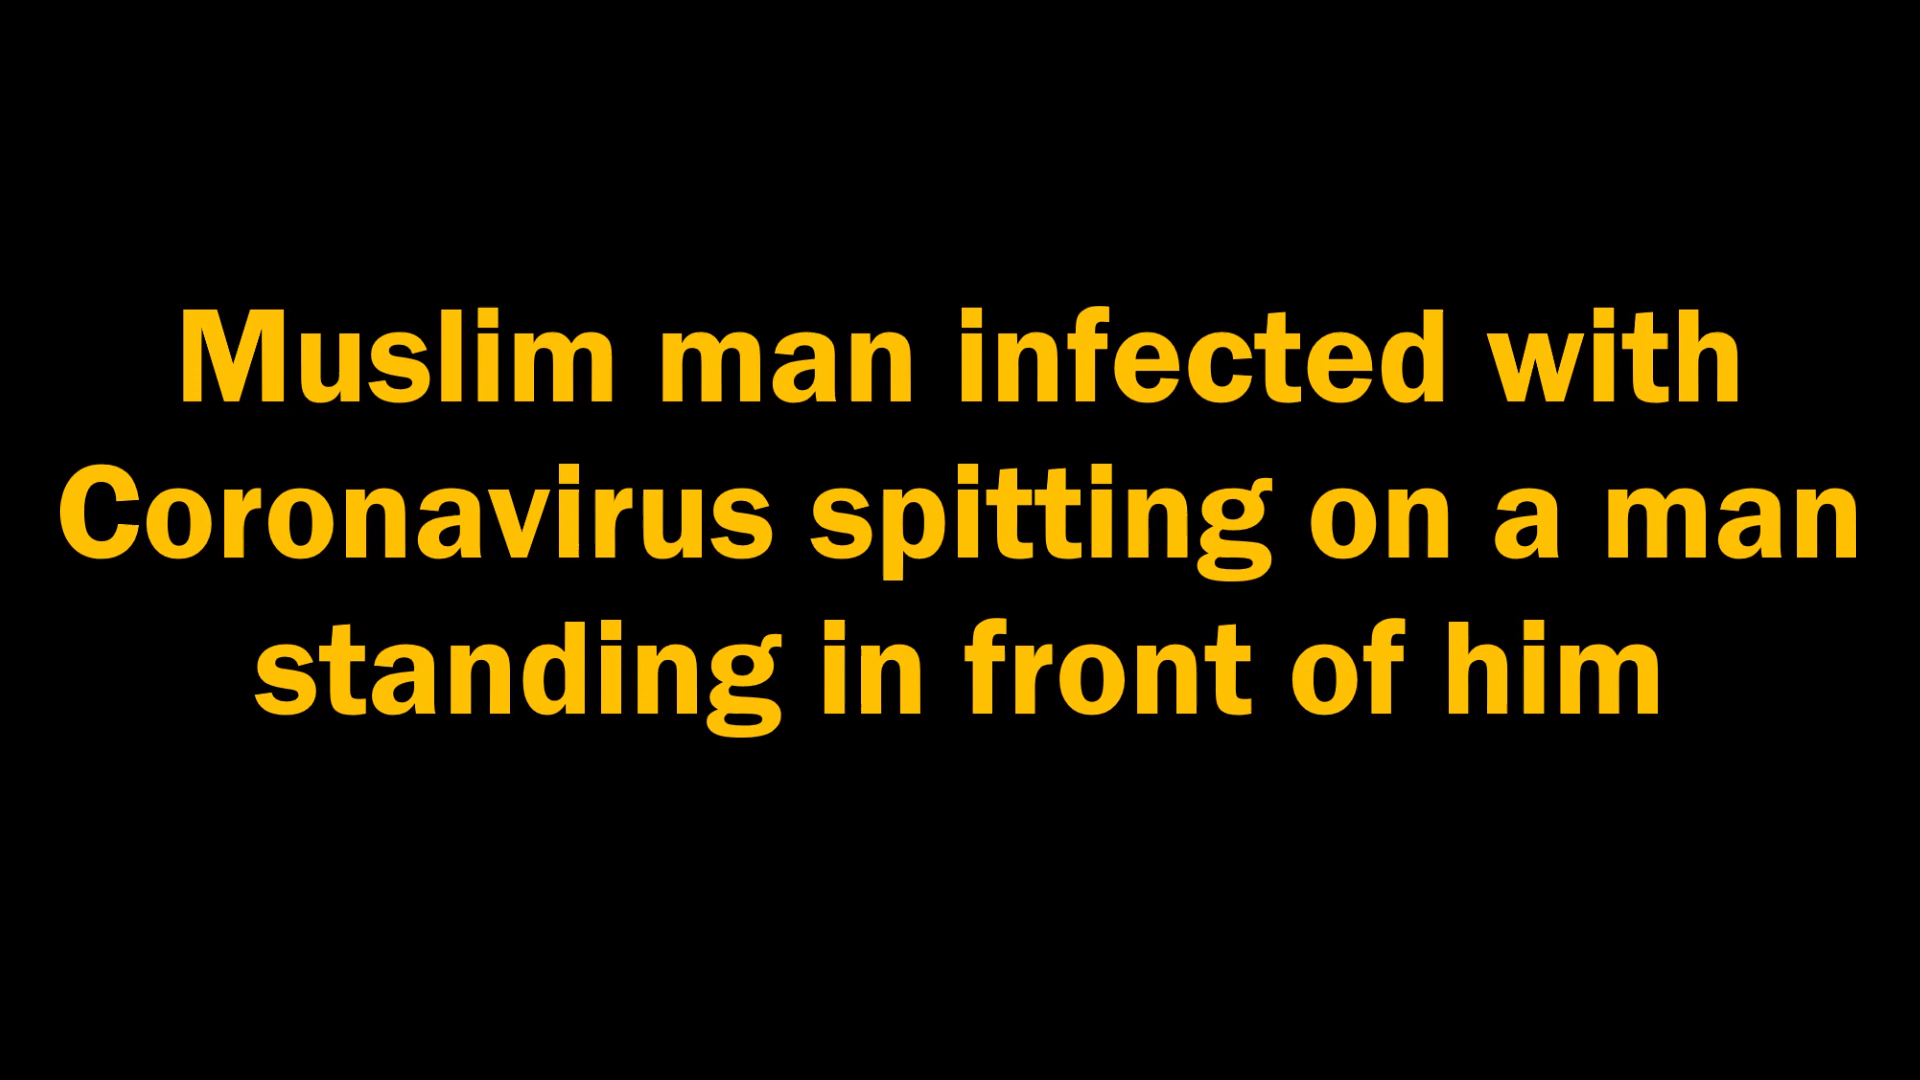 Muslim man infected with
Coronavirus spitting on a man
standing in front of him